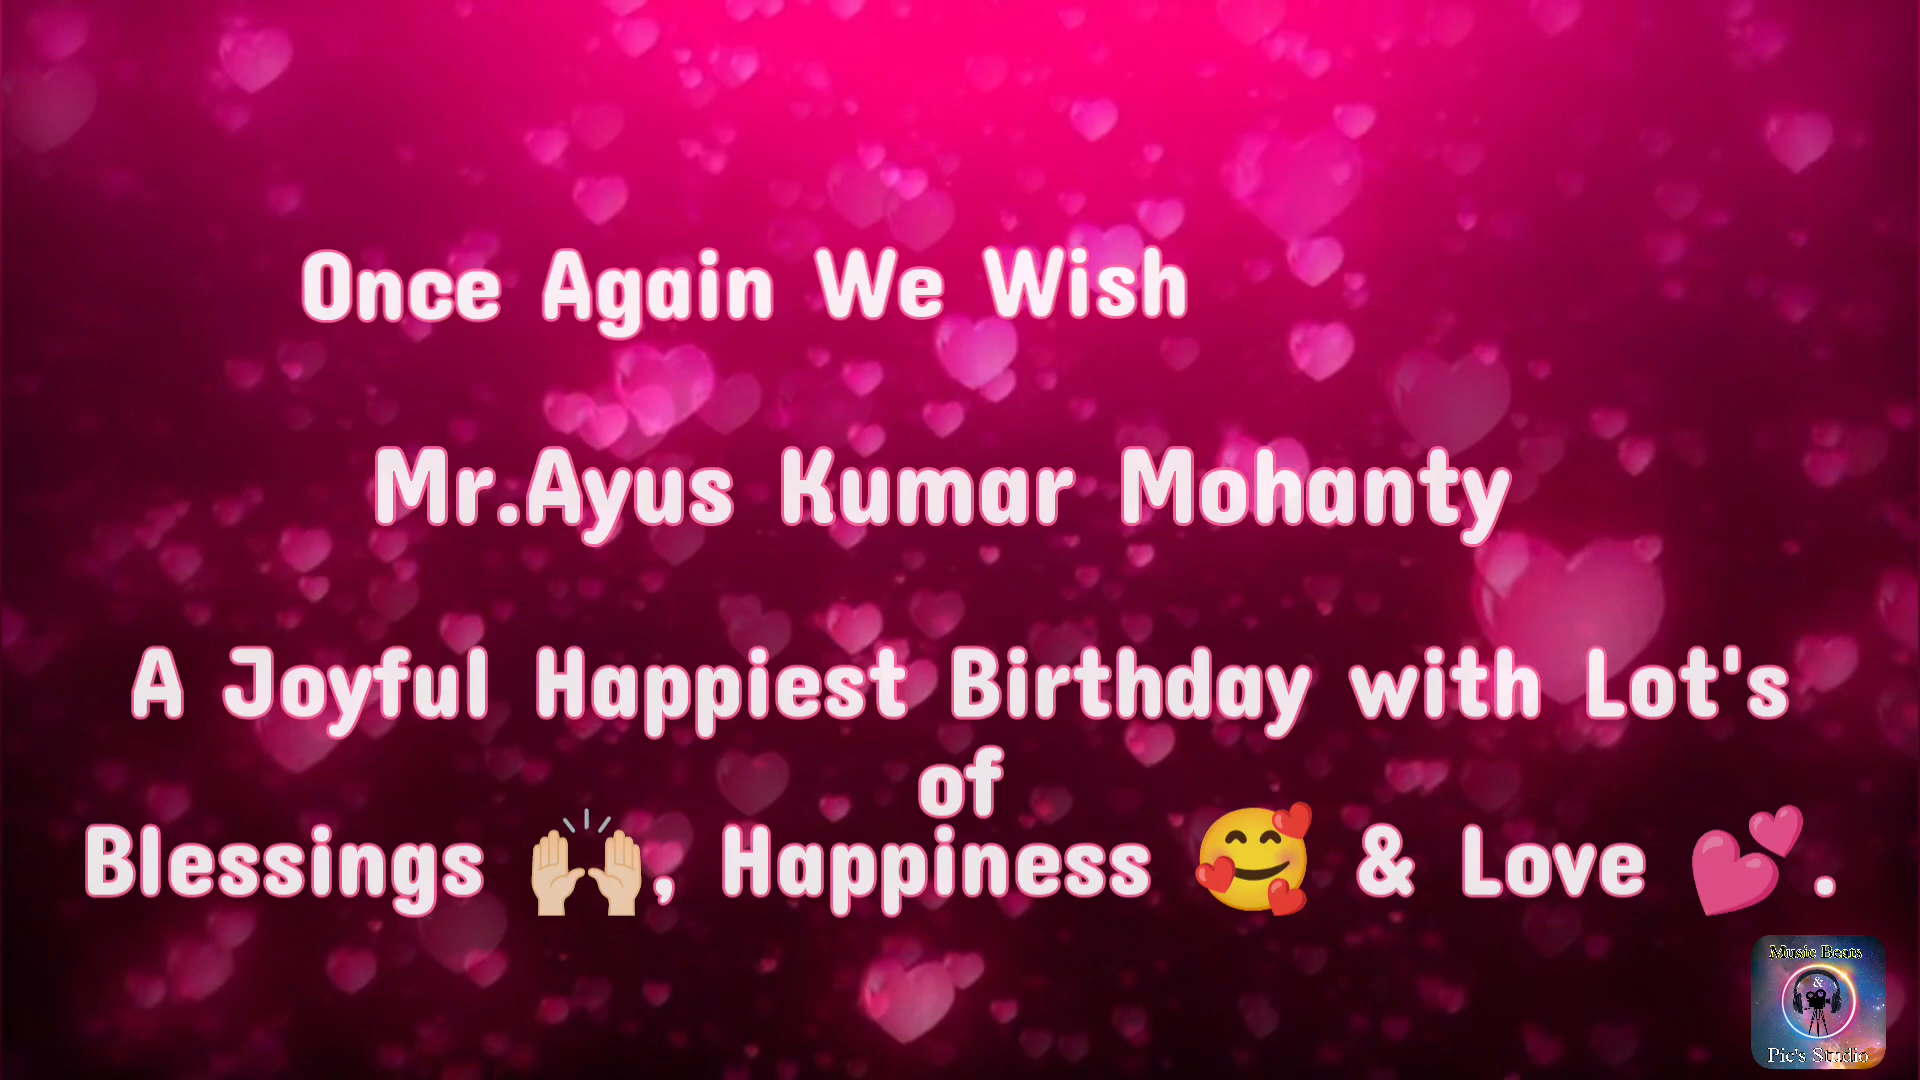 Once Again We Wish
Mr.Ayus Kumar Mohanty
A Joyful Happiest Birthday with Lot's
of
Blessings 🙌🏼, Happiness 🥰 & Love 💕.
Music Beats
&
Pic's Studio